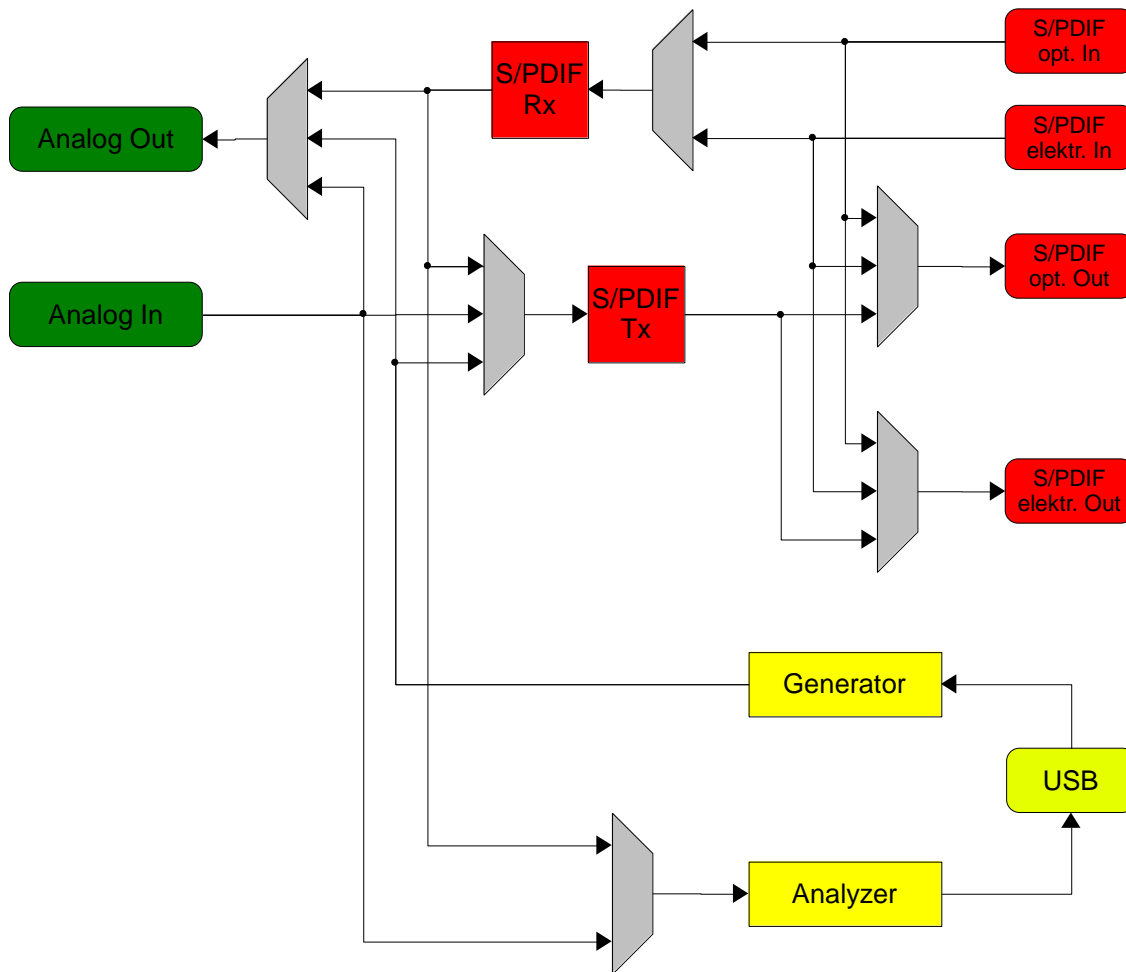 S/PDIF
opt. In
S/PDIF
Rx
Analog Out
S/PDIF
elektr. In
S/PDIF
opt. Out
Analog In
S/PDIF
Tx
S/PDIF
elektr. Out
Generator
USB
Analyzer